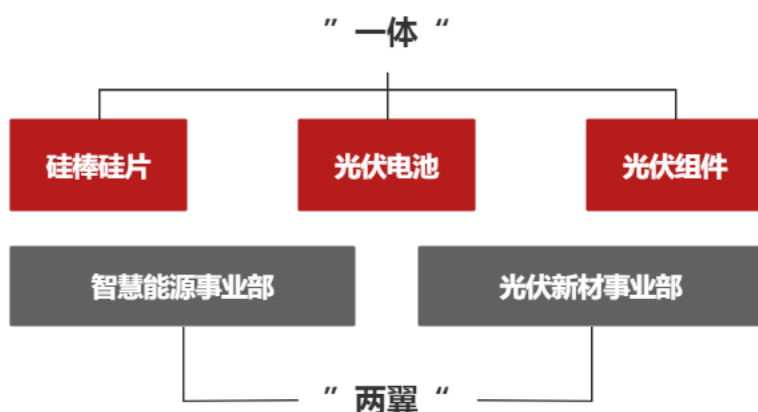 ” 一体 “
硅棒硅片 光伏电池 光伏组件
智慧能源事业部 光伏新材事业部
” 两翼 “